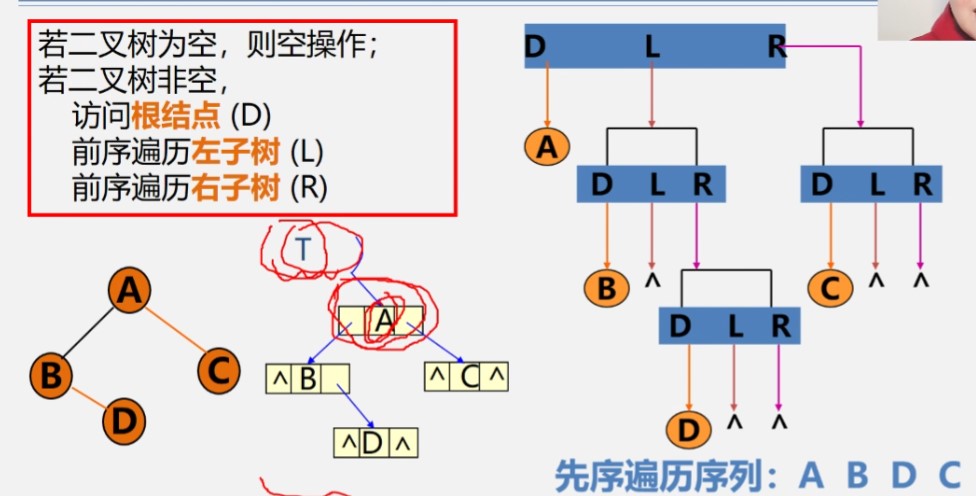 若二叉树为空，则空操作；
若二叉树非空，
访问根结点 (D)
前序遍历左子树 (L)
前序遍历右子树 (R)
D L R
A
D L R
D L R
B ^
C ^ ^
D L R
D ^ ^
T
A
^ B
^ C ^
^ D ^
A
B
C
D
先序遍历序列：A B D C